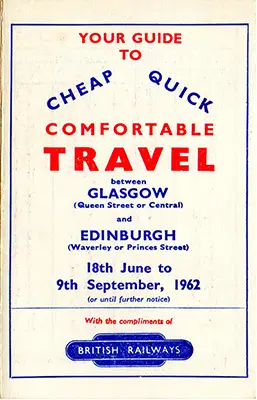 YOUR GUIDE
TO
CHEAP QUICK
COMFORTABLE
TRAVEL
between
GLASGOW
(Queen Street or Central)
and
EDINBURGH
(Waverley or Princes Street)
18th June to
9th September, 1962
(or until further notice)
With the compliments of
BRITISH RAILWAYS